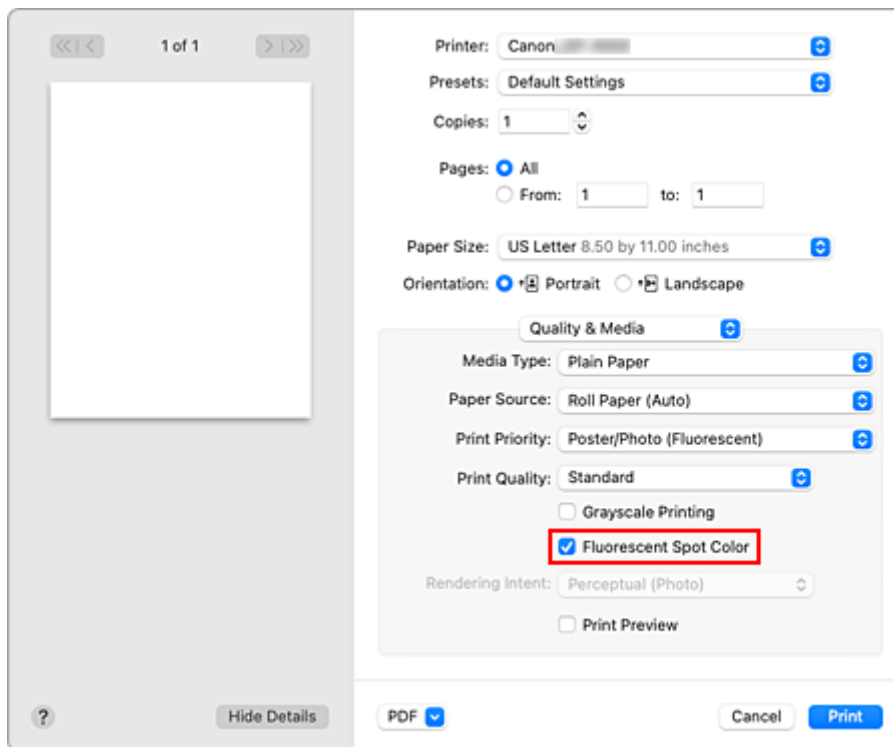 1 of 1
Printer: Canon
Presets: Default Settings
Copies: 1
Pages: All
From: 1 to: 1
Paper Size: US Letter 8.50 by 11.00 inches
Orientation: Portrait Landscape
Quality & Media
Media Type: Plain Paper
Paper Source: Roll Paper (Auto)
Print Priority: Poster/Photo (Fluorescent)
Print Quality: Standard
Grayscale Printing
Fluorescent Spot Color
Rendering Intent: Perceptual (Photo)
Print Preview
? Hide Details PDF Cancel Print